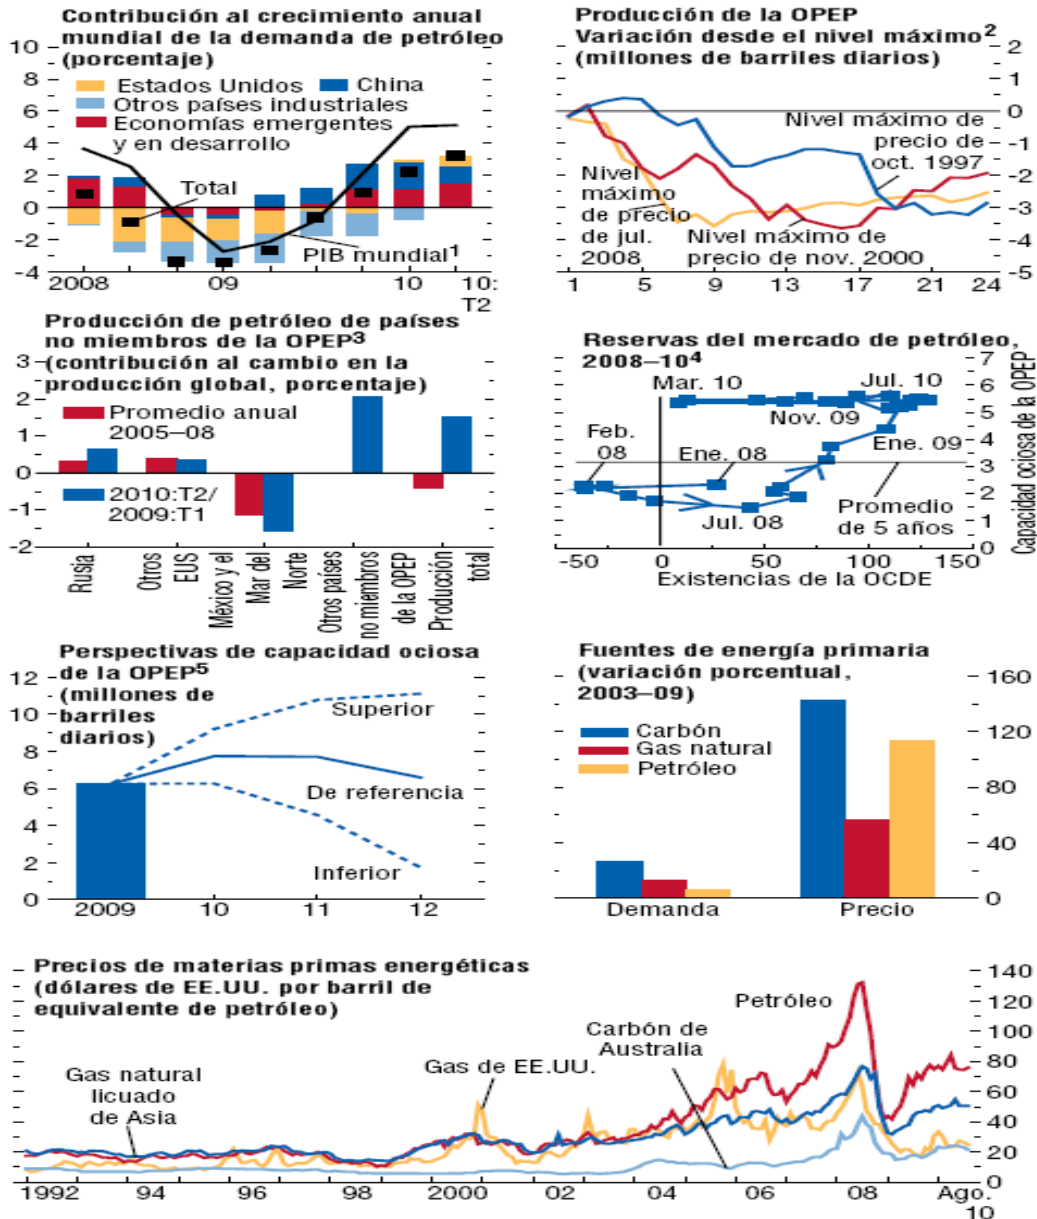 Contribución al crecimiento anual
mundial de la demanda de petróleo
(porcentaje)
10
8
6
4
2
0
-2
-4
Estados Unidos
China
Otros países industriales
Economías emergentes
y en desarrollo
Total
PIB mundial1
2008
09
10
10:
T2
Producción de la OPEP
Variación desde el nivel máximo2
(millones de barriles diarios)
2
1
0
-1
-2
-3
-4
-5
Nivel máximo de
precio de
oct. 1997
Nivel
máximo
de precio
de jul.
2008
Nivel máximo de
precio de nov. 2000
1
5
9
13
17
21
24
Producción de petróleo de países
no miembros de la OPEP3
(contribución al cambio en la
producción global, porcentaje)
3
2
1
0
-1
-2
Promedio anual
2005–08
2010:T2/
2009:T1
Rusia
Otros
EUS
México y el
Mar del
Norte
Otros países
no miembros
de la OPEP
Producción
total
Reservas del mercado de petróleo,
2008–104
7
6
5
4
3
2
1
0
Capacidad ociosa de la OPEP
Mar. 10
Jul. 10
Nov. 09
Feb.
08
Ene. 08
Ene. 09
Jul. 08
Promedio
de 5 años
-50
0
50
100
150
Existencias de la OCDE
Perspectivas de capacidad ociosa
de la OPEP5
(millones de
barriles
diarios)
12
10
8
6
4
2
0
Superior
De referencia
Inferior
2009
10
11
12
Fuentes de energía primaria
(variación porcentual,
2003–09)
160
120
80
40
0
Carbón
Gas natural
Petróleo
Demanda
Precio
Precios de materias primas energéticas
(dólares de EE.UU. por barril de
equivalente de petróleo)
140
120
100
80
60
40
20
0
Petróleo
Carbón de
Australia
Gas de EE.UU.
Gas natural
licuado
de Asia
1992
94
96
98
2000
02
04
06
08
Ago.
10